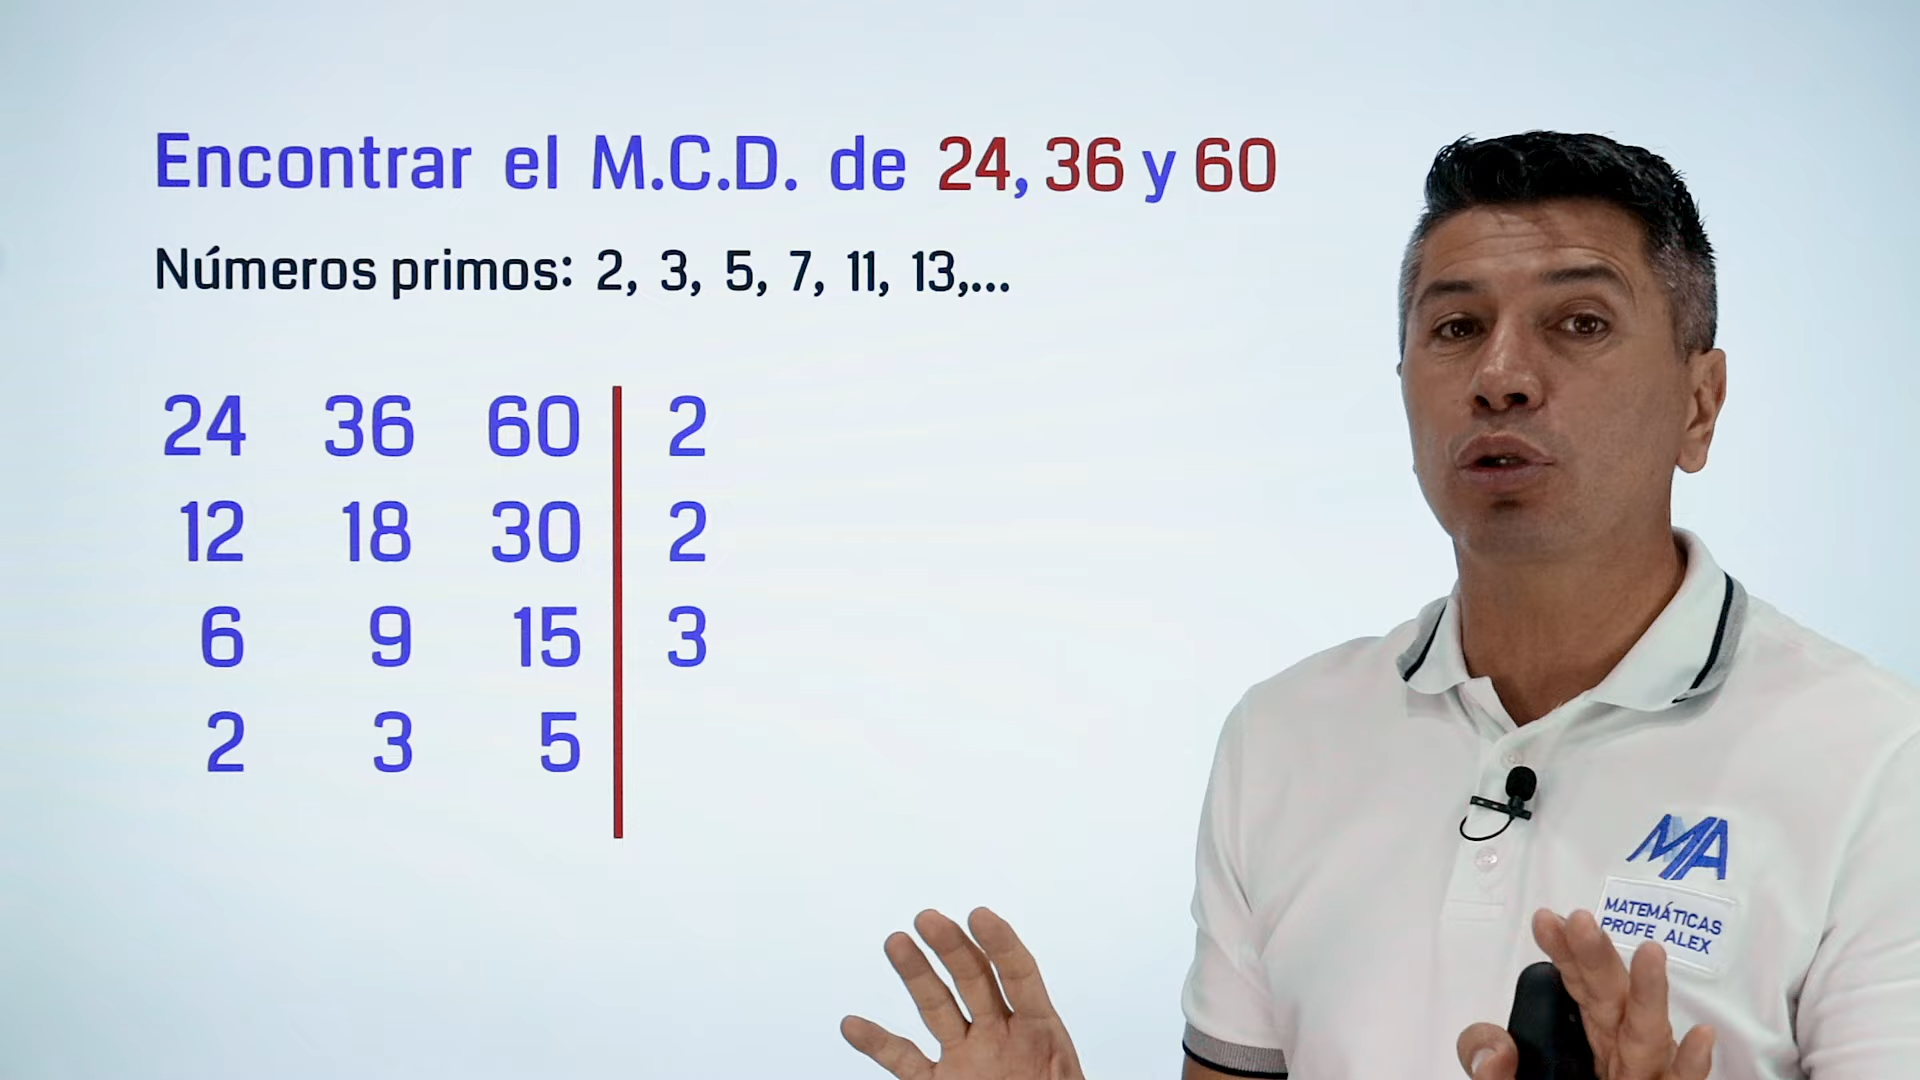 Encontrar el M.C.D. de 24, 36 y 60
Números primos: 2, 3, 5, 7, 11, 13,...
24 36 60 2
12 18 30 2
6 9 15 3
2 3 5
MA
MATEMÁTICAS
PROFE ALEX